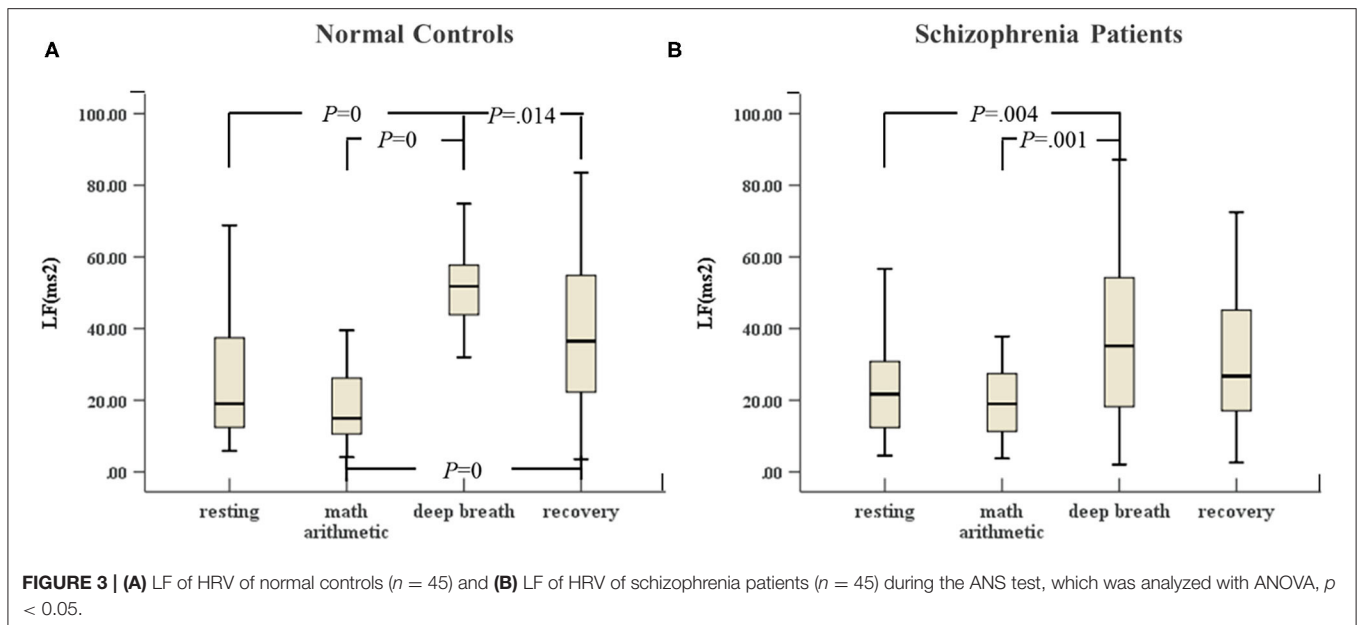 Normal Controls
Schizophrenia Patients
A
B
100.00
80.00
60.00
40.00
20.00
.00
LF(ms2)
P=0
P=.014
P=0
P=0
resting
math
arithmetic
deep breath
recovery
100.00
80.00
60.00
40.00
20.00
.00
LF(ms2)
P=.004
P=.001
resting
math
arithmetic
deep breath
recovery
FIGURE 3 | (A) LF of HRV of normal controls (n = 45) and (B) LF of HRV of schizophrenia patients (n = 45) during the ANS test, which was analyzed with ANOVA, p
< 0.05.